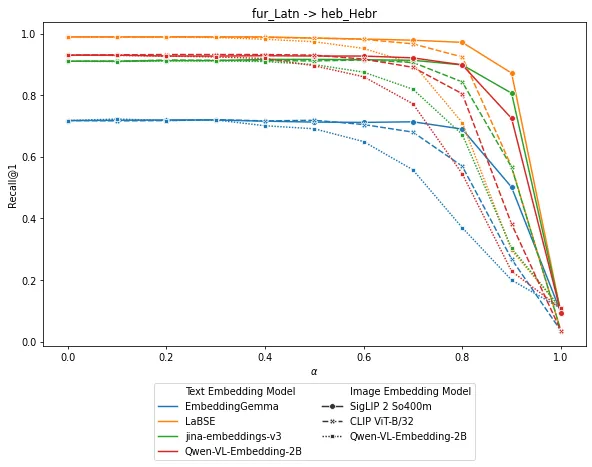 fur_Latn -> heb_Hebr
Recall@1
1.0
0.8
0.6
0.4
0.2
0.0
0.0 0.2 0.4 0.6 0.8 1.0
α
Text Embedding Model
EmbeddingGemma
LaBSE
jina-embeddings-v3
Qwen-VL-Embedding-2B
Image Embedding Model
SigLIP 2 So400m
CLIP ViT-B/32
Qwen-VL-Embedding-2B